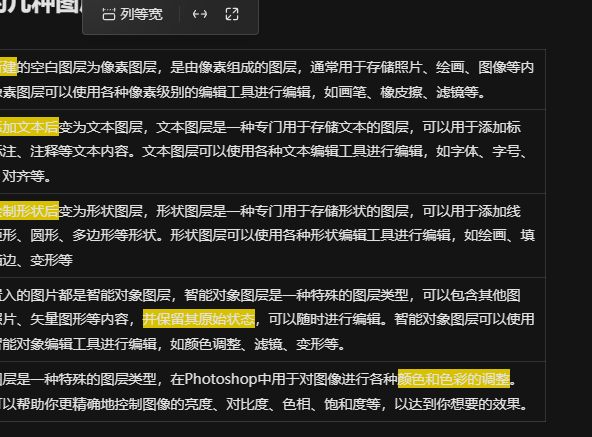 的几种图层
列等宽
新建的空白图层为像素图层，是由像素组成的图层，通常用于存储照片、绘画、图像等内
像素图层可以使用各种像素级别的编辑工具进行编辑，如画笔、橡皮擦、滤镜等。
添加文本后变为文本图层，文本图层是一种专门用于存储文本的图层，可以用于添加标
标注、注释等文本内容。文本图层可以使用各种文本编辑工具进行编辑，如字体、字号、
、对齐等。
绘制形状后变为形状图层，形状图层是一种专门用于存储形状的图层，可以用于添加线
矩形、圆形、多边形等形状。形状图层可以使用各种形状编辑工具进行编辑，如绘画、填
描边、变形等
置入的图片都是智能对象图层，智能对象图层是一种特殊的图层类型，可以包含其他图
照片、矢量图形等内容，并保留其原始状态，可以随时进行编辑。智能对象图层可以使用
智能对象编辑工具进行编辑，如颜色调整、滤镜、变形等。
图层是一种特殊的图层类型，在Photoshop中用于对图像进行各种颜色和色彩的调整。
可以帮助你更精确地控制图像的亮度、对比度、色相、饱和度等，以达到你想要的效果。